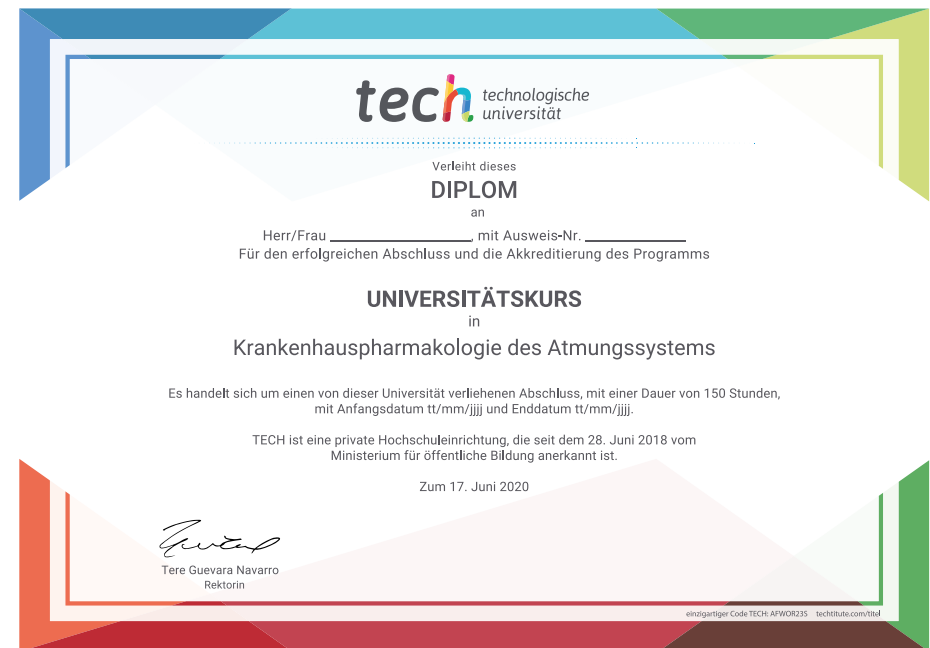 tech technologische
universität
Verleiht dieses
DIPLOM
an
Herr/Frau ____________________, mit Ausweis-Nr. ______________
Für den erfolgreichen Abschluss und die Akkreditierung des Programms
UNIVERSITÄTSKURS
in
Krankenhauspharmakologie des Atmungssystems
Es handelt sich um einen von dieser Universität verliehenen Abschluss, mit einer Dauer von 150 Stunden,
mit Anfangsdatum tt/mm/jjjj und Enddatum tt/mm/jjjj.
TECH ist eine private Hochschuleinrichtung, die seit dem 28. Juni 2018 vom
Ministerium für öffentliche Bildung anerkannt ist.
Zum 17. Juni 2020
Tere Guevara Navarro
Rektorin
einzigartiger Code TECH: AFWOR23S techtitute.com/titel